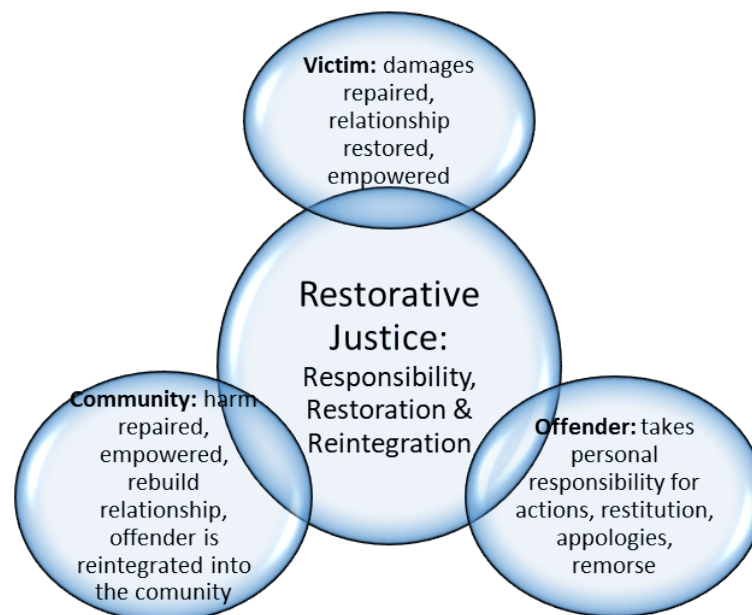 Victim: damages
repaired,
relationship
restored,
empowered
Restorative
Justice:
Responsibility,
Restoration &
Reintegration
Community: harm
repaired,
empowered,
rebuild
relationship,
offender is
reintegrated into
the comunity
Offender: takes
personal
responsibility for
actions, restitution,
appologies,
remorse